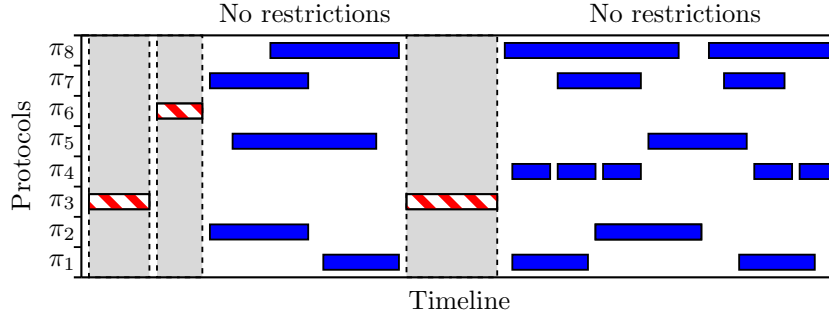 No restrictions
No restrictions
Protocols
π8
π7
π6
π5
π4
π3
π2
π1
Timeline